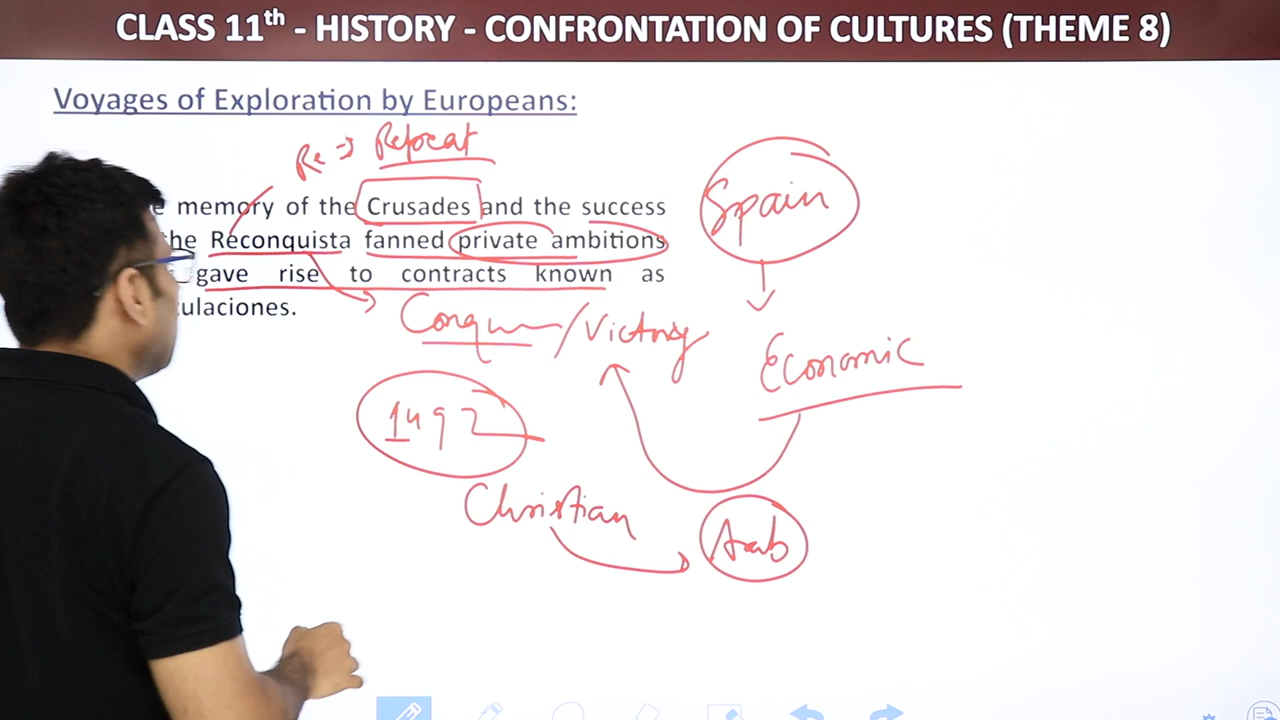 CLASS 11th - HISTORY - CONFRONTATION OF CULTURES (THEME 8)
Voyages of Exploration by Europeans:
Re → Repeat
memory of the Crusades and the success
the Reconquista fanned private ambitions
gave rise to contracts known as
ulaciones.
Spain
/Victory
Economic
1492
Christian
Arab